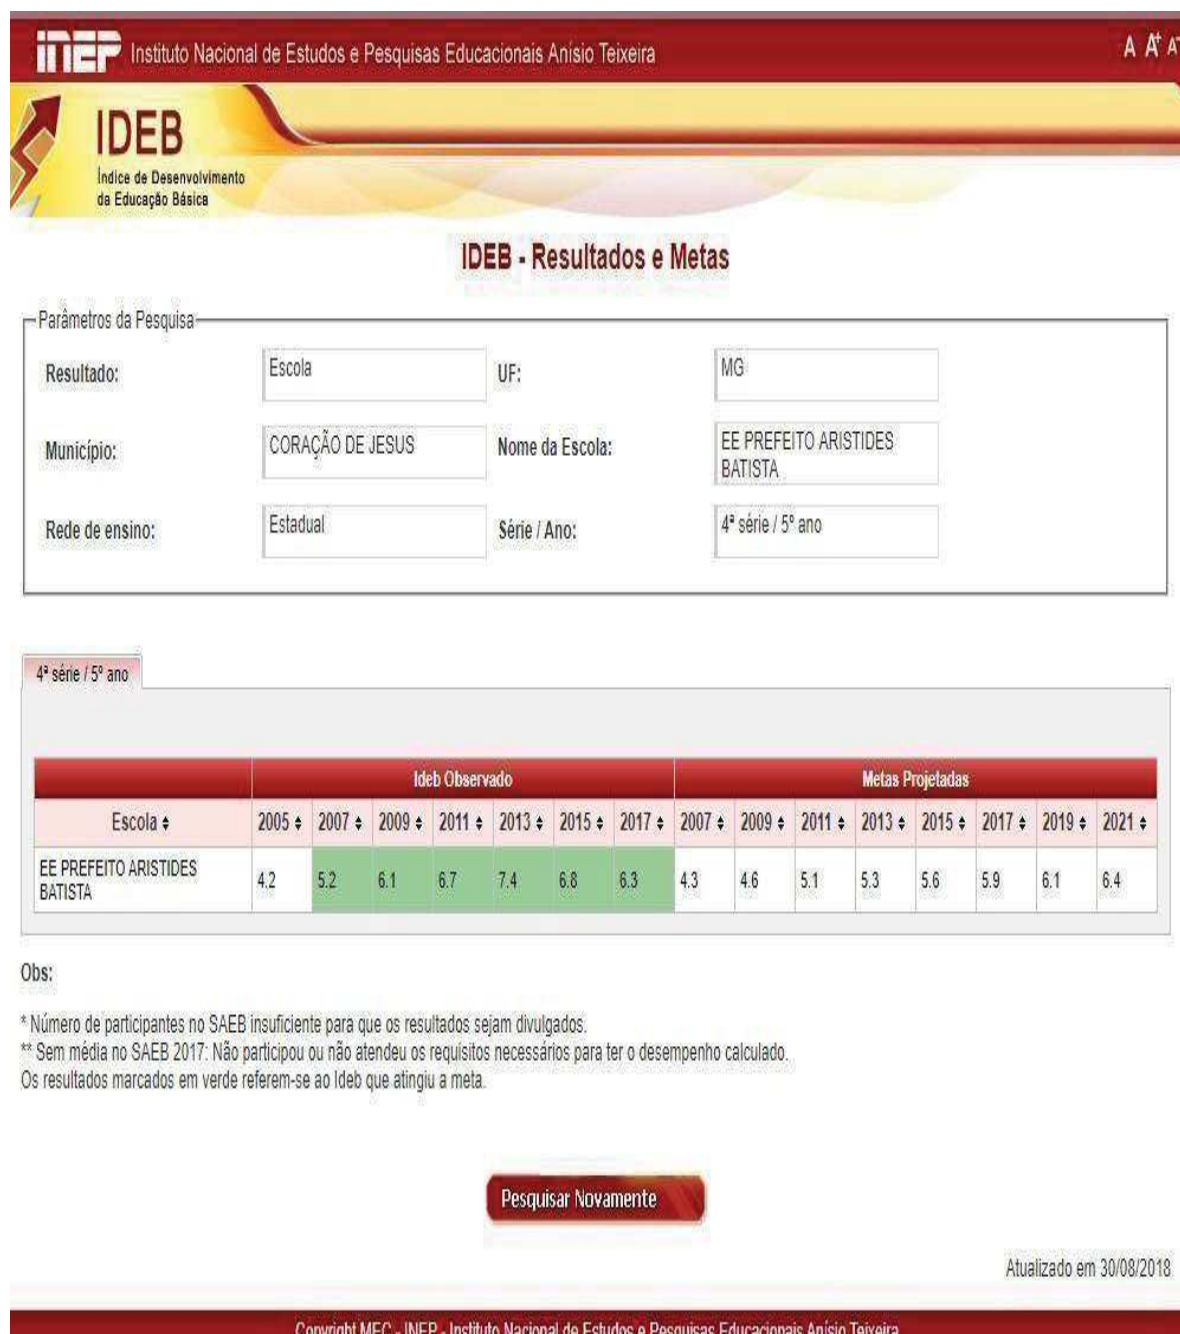 inep Instituto Nacional de Estudos e Pesquisas Educacionais Anísio Teixeira A A+ A-
IDEB
Índice de Desenvolvimento
da Educação Básica
IDEB - Resultados e Metas
Parâmetros da Pesquisa
Resultado: Escola UF: MG
Município: CORAÇÃO DE JESUS Nome da Escola: EE PREFEITO ARISTIDES
BATISTA
Rede de ensino: Estadual Série / Ano: 4ª série / 5º ano
4ª série / 5º ano
Ideb Observado Metas Projetadas
Escola 2005 2007 2009 2011 2013 2015 2017 2007 2009 2011 2013 2015 2017 2019 2021
EE PREFEITO ARISTIDES
BATISTA 4.2 5.2 6.1 6.7 7.4 6.8 6.3 4.3 4.6 5.1 5.3 5.6 5.9 6.1 6.4
Obs:
* Número de participantes no SAEB insuficiente para que os resultados sejam divulgados.
** Sem média no SAEB 2017: Não participou ou não atendeu os requisitos necessários para ter o desempenho calculado.
Os resultados marcados em verde referem-se ao Ideb que atingiu a meta.
Pesquisar Novamente
Atualizado em 30/08/2018
Copyright MEC - INEP - Instituto Nacional de Estudos e Pesquisas Educacionais Anísio Teixeira